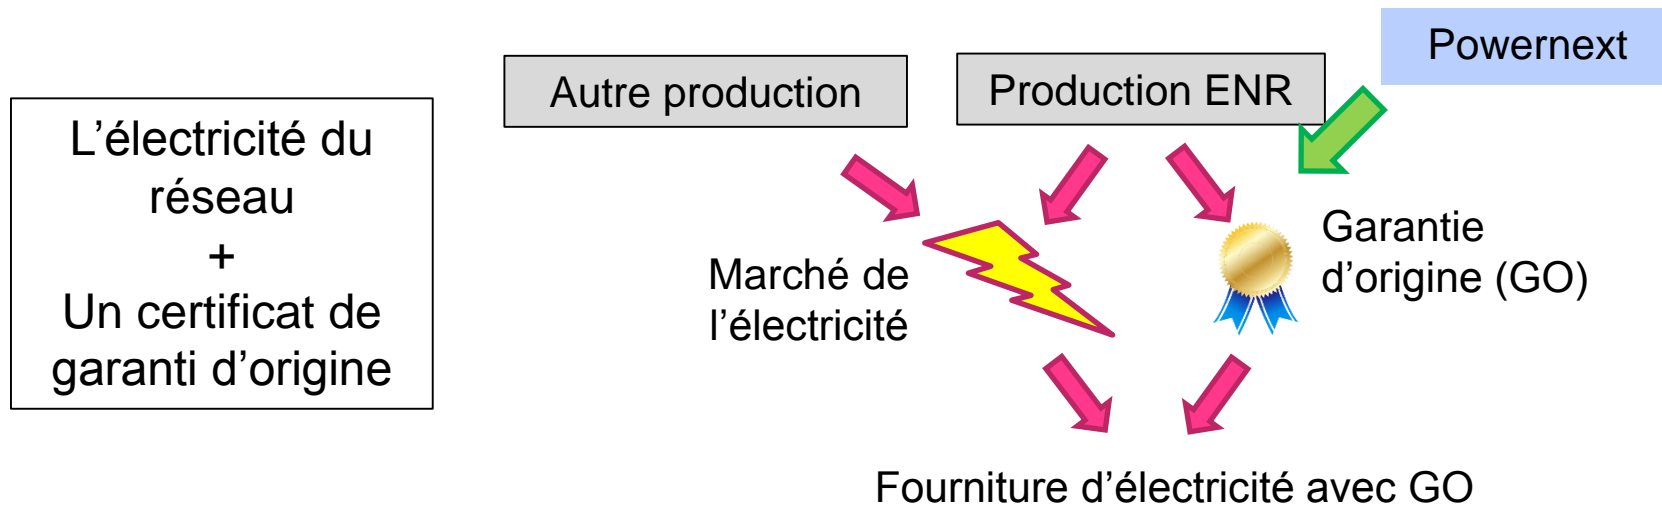 L’électricité du
réseau
+
Un certificat de
garanti d’origine
Autre production
Production ENR
Powernext
Marché de
l’électricité
Garantie
d’origine (GO)
Fourniture d’électricité avec GO